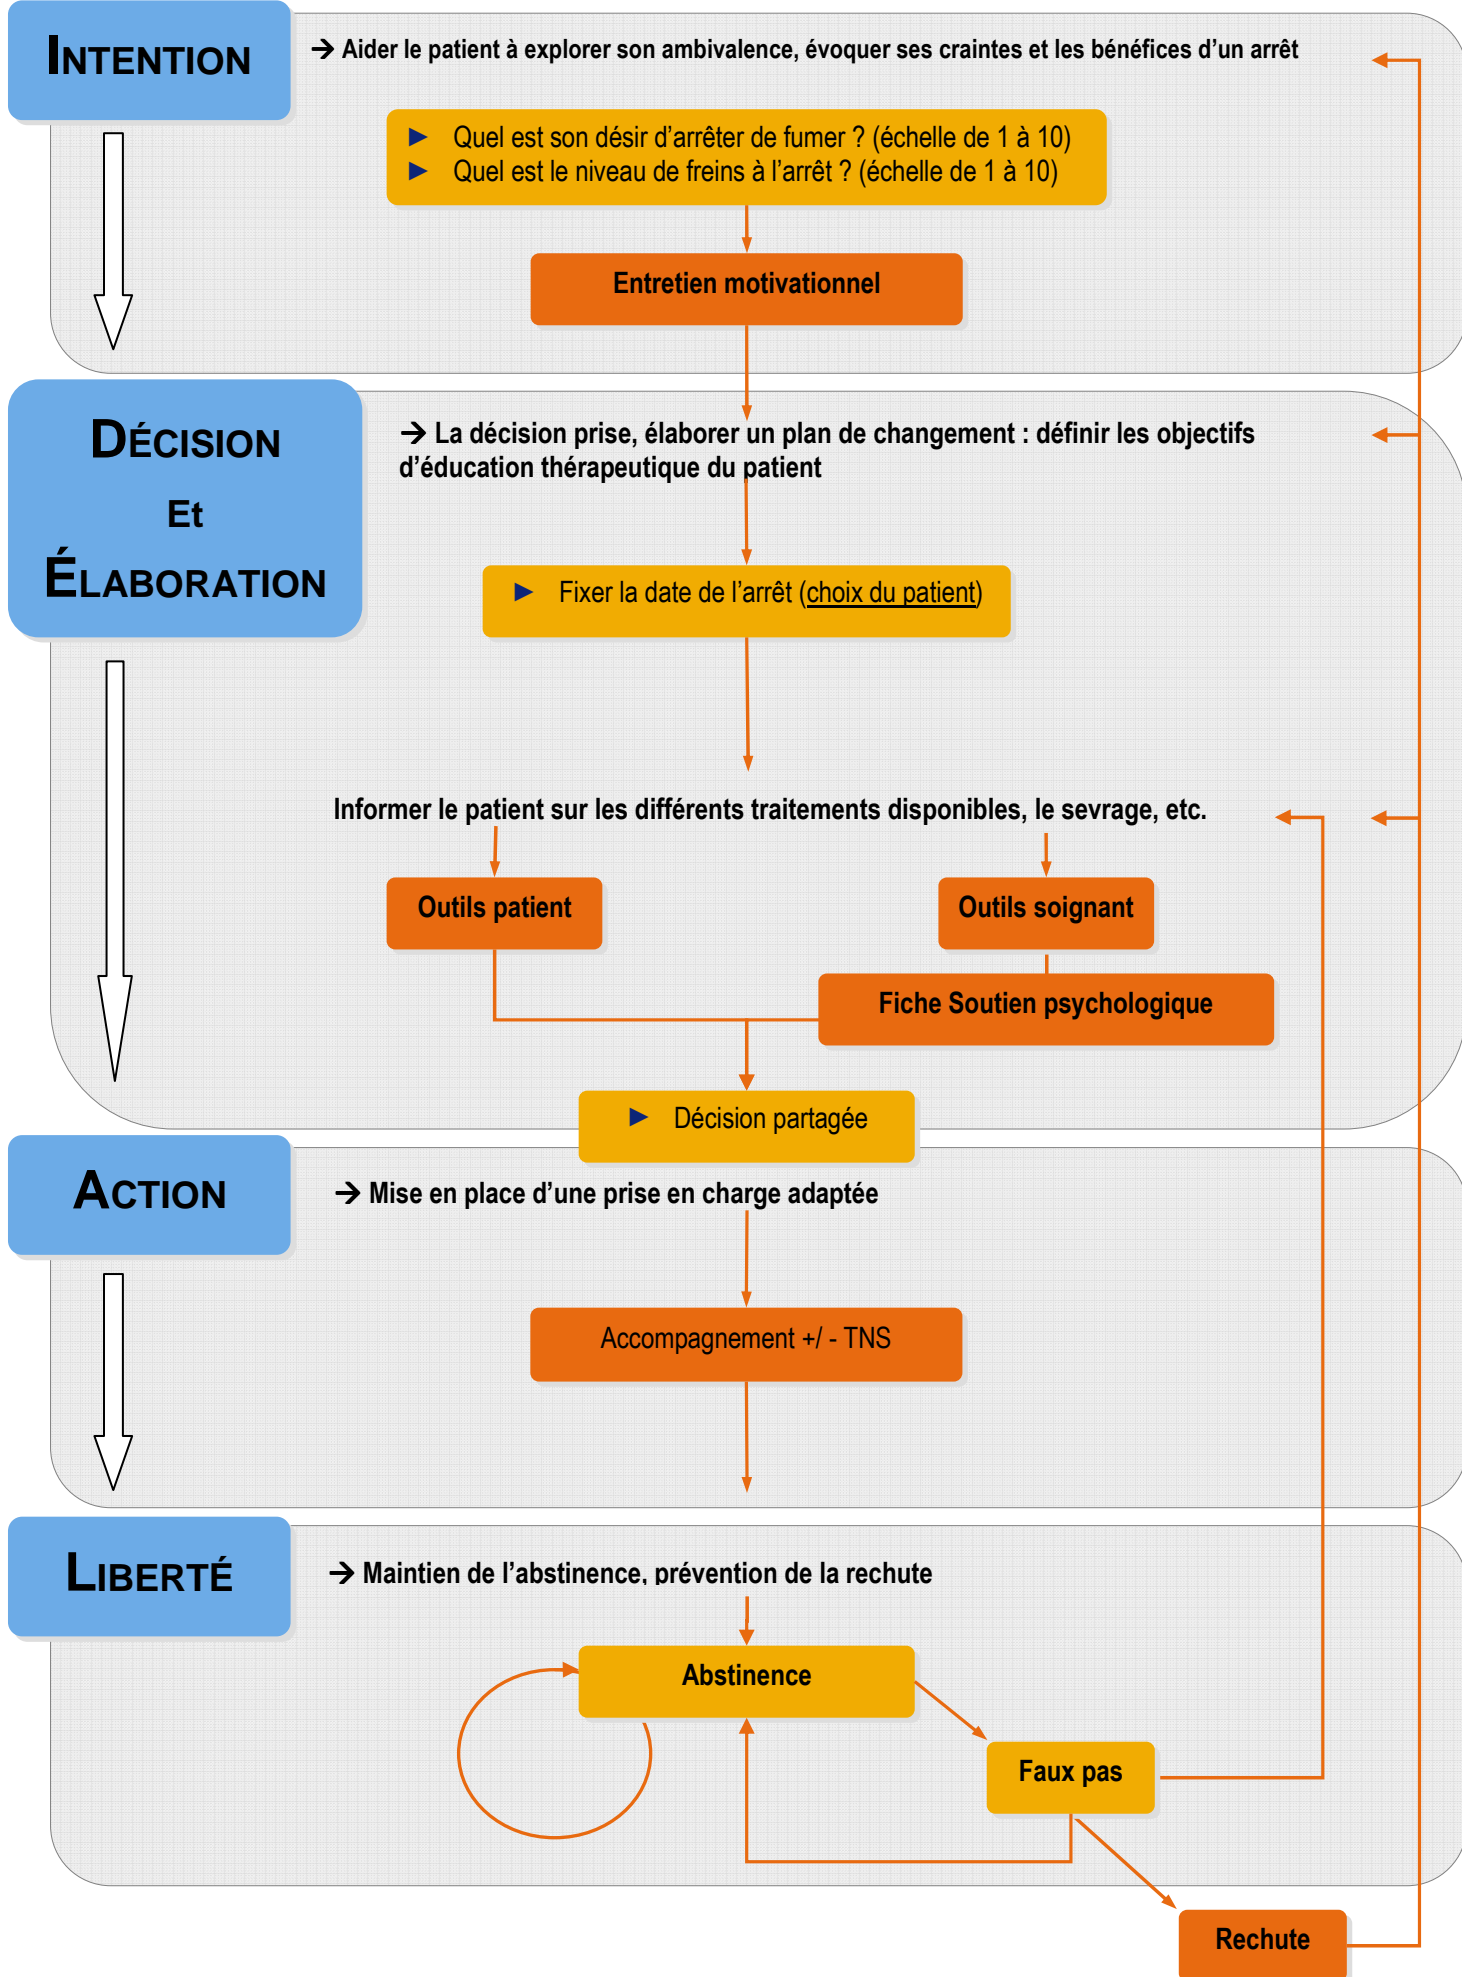 INTENTION
→ Aider le patient à explorer son ambivalence, évoquer ses craintes et les bénéfices d’un arrêt
► Quel est son désir d’arrêter de fumer ? (échelle de 1 à 10)
► Quel est le niveau de freins à l’arrêt ? (échelle de 1 à 10)
Entretien motivationnel
DÉCISION
Et
ÉLABORATION
→ La décision prise, élaborer un plan de changement : définir les objectifs
d’éducation thérapeutique du patient
► Fixer la date de l’arrêt (choix du patient)
Informer le patient sur les différents traitements disponibles, le sevrage, etc.
Outils patient
Outils soignant
Fiche Soutien psychologique
► Décision partagée
ACTION
→ Mise en place d’une prise en charge adaptée
Accompagnement +/ - TNS
LIBERTÉ
→ Maintien de l’abstinence, prévention de la rechute
Abstinence
Faux pas
Rechute